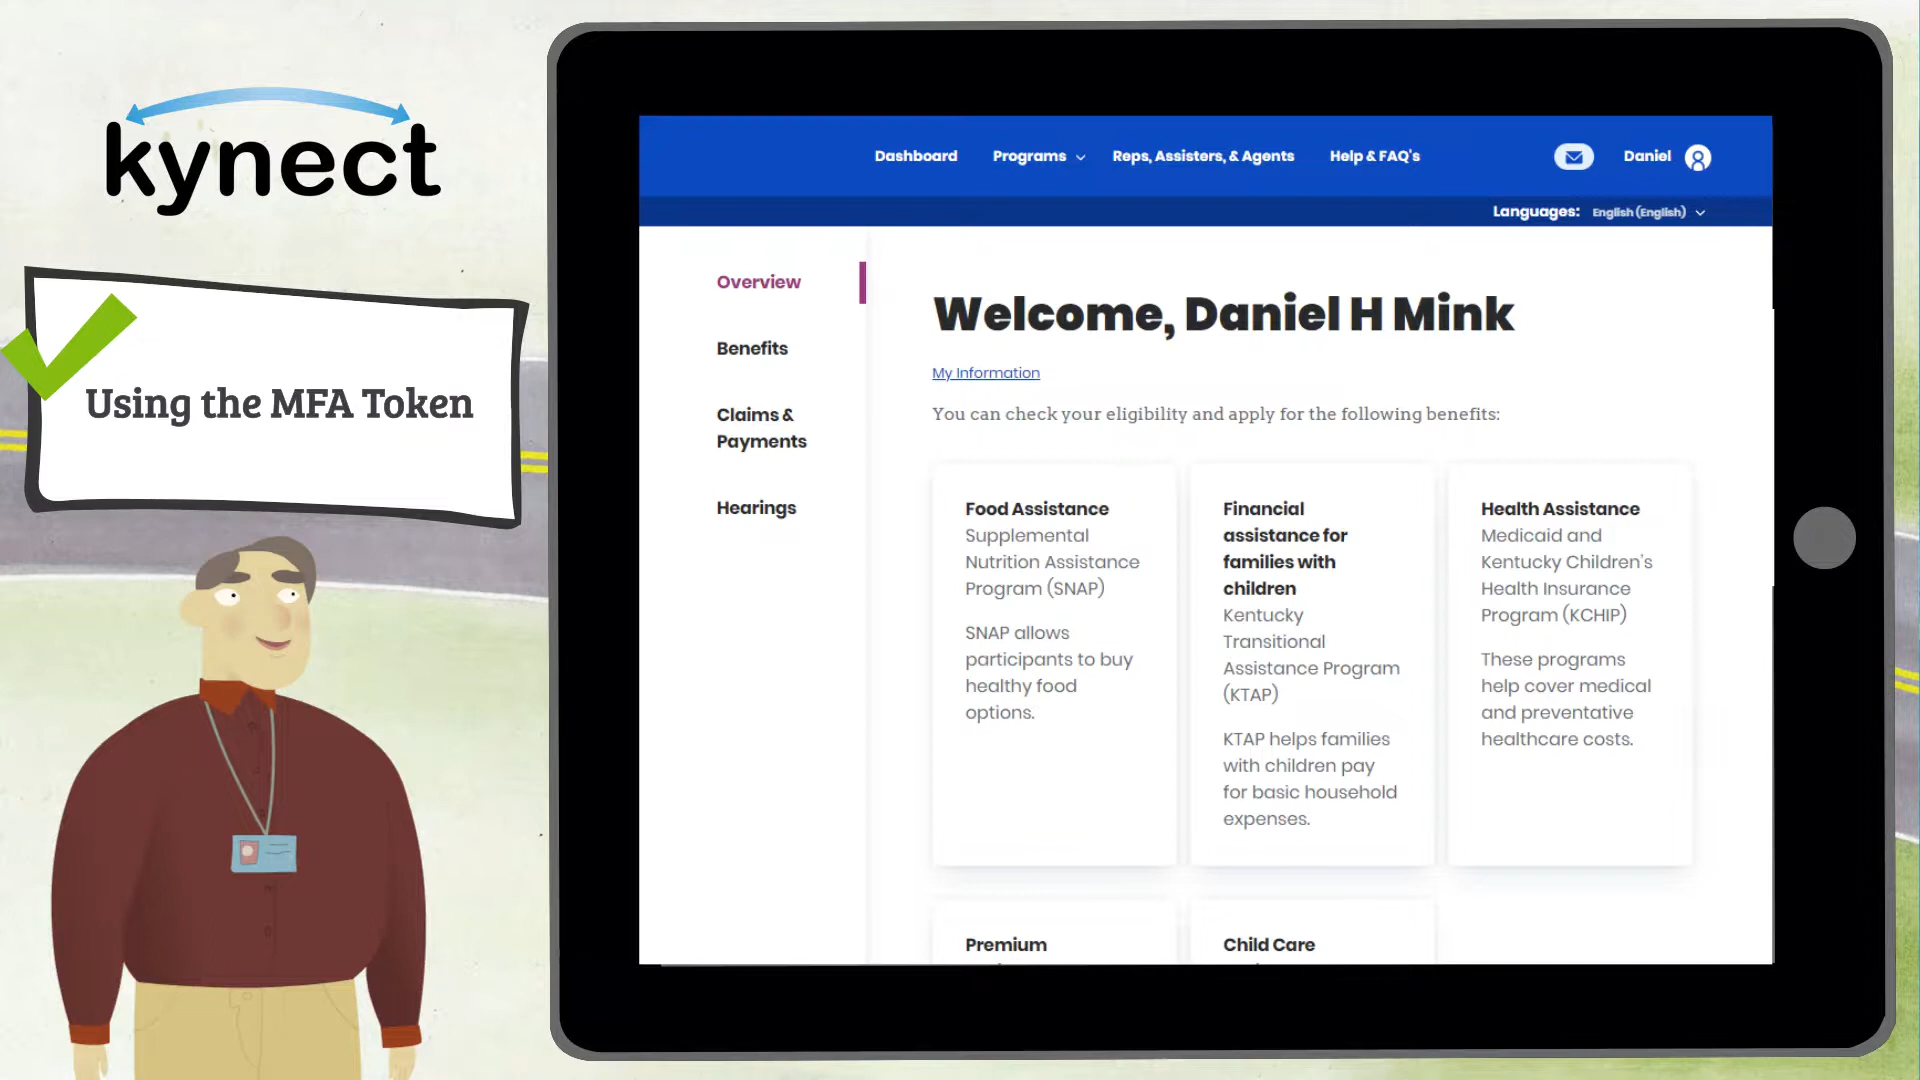 kynect
Using the MFA Token
Dashboard Programs Reps, Assisters, & Agents Help & FAQ's Daniel
Languages: English (English)
Overview
Benefits
Claims &
Payments
Hearings
Welcome, Daniel H Mink
My Information
You can check your eligibility and apply for the following benefits:
Food Assistance
Supplemental
Nutrition Assistance
Program (SNAP)
SNAP allows
participants to buy
healthy food
options.
Financial
assistance for
families with
children
Kentucky
Transitional
Assistance Program
(KTAP)
KTAP helps families
with children pay
for basic household
expenses.
Health Assistance
Medicaid and
Kentucky Children's
Health Insurance
Program (KCHIP)
These programs
help cover medical
and preventative
healthcare costs.
Premium
Child Care